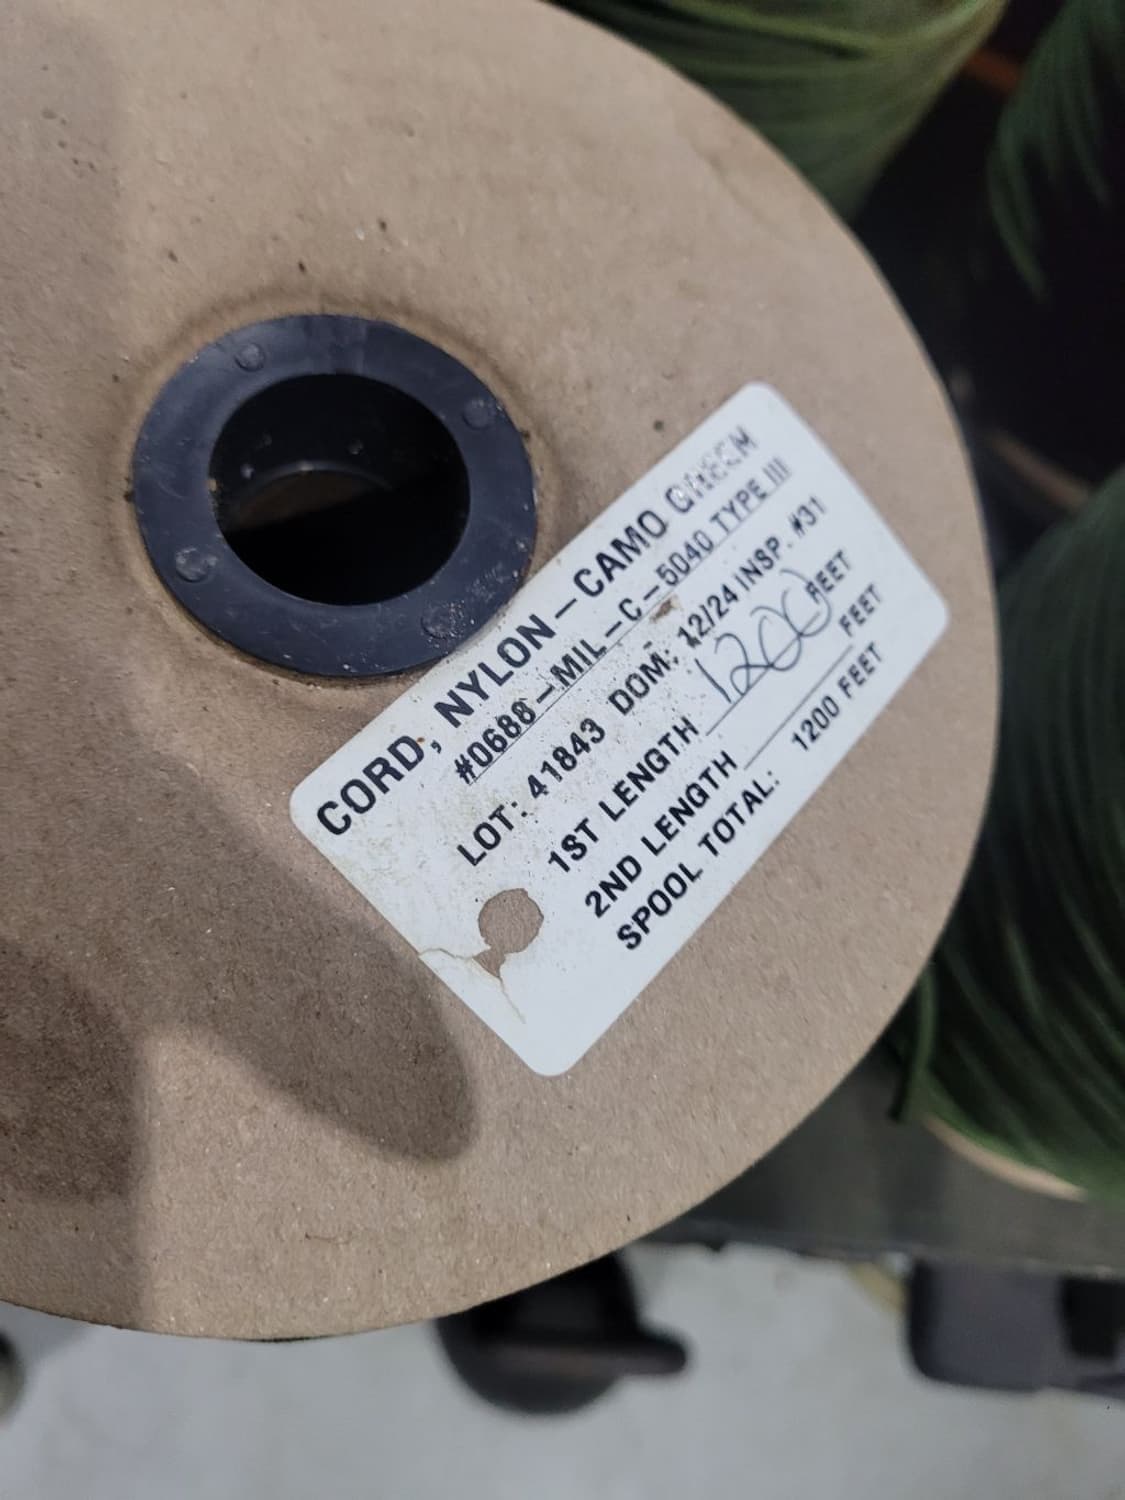 CORD, NYLON – CAMO GREEN
#0688 – MIL – C – 5040 TYPE III
LOT: 41843 DOM: 12/24 INSP. #31
1ST LENGTH 1200 FEET
2ND LENGTH ______ FEET
SPOOL TOTAL: 1200 FEET